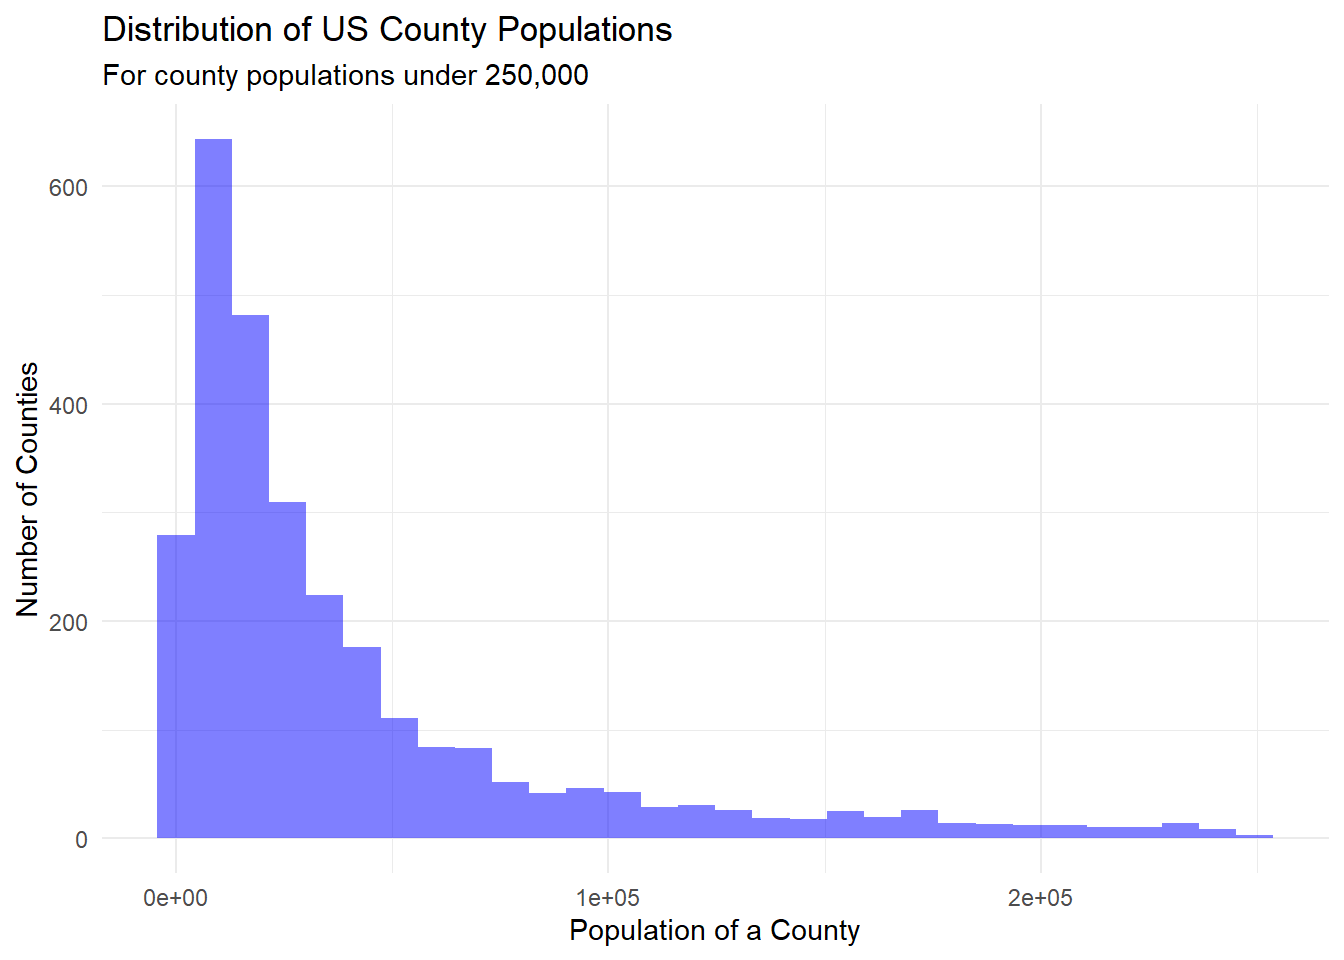 Distribution of US County Populations
For county populations under 250,000
Number of Counties
600
400
200
0
0e+00
1e+05
2e+05
Population of a County